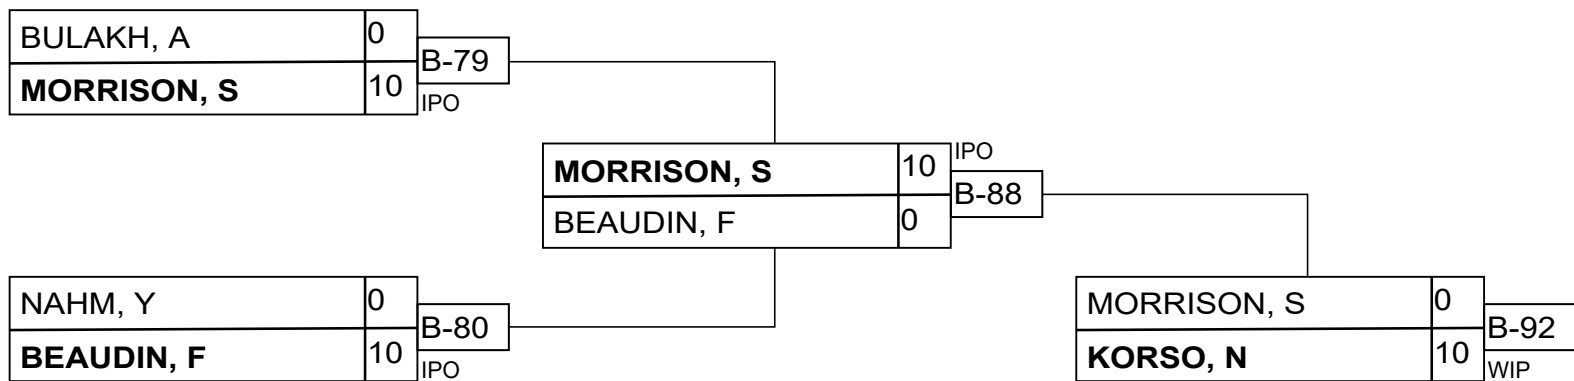 BULAKH, A 0
B-79
MORRISON, S 10
IPO
MORRISON, S 10
IPO
B-88
BEAUDIN, F 0
NAHM, Y 0
B-80
BEAUDIN, F 10
IPO
MORRISON, S 0
B-92
KORSO, N 10
WIP